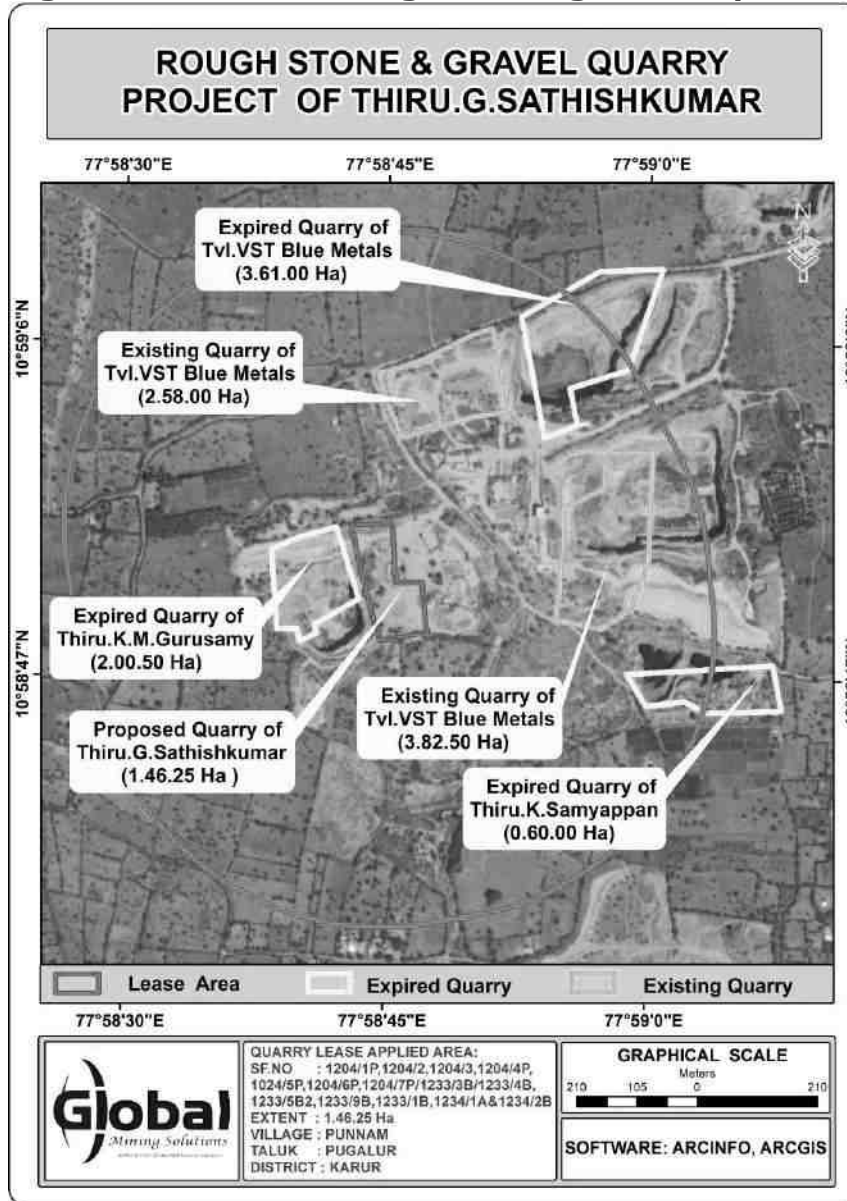 ROUGH STONE & GRAVEL QUARRY
PROJECT OF THIRU.G.SATHISHKUMAR
77°58'30"E 77°58'45"E 77°59'0"E
N
Expired Quarry of
Tvl.VST Blue Metals
(3.61.00 Ha)
10°59'6"N
Existing Quarry of
Tvl.VST Blue Metals
(2.58.00 Ha)
Expired Quarry of
Thiru.K.M.Gurusamy
(2.00.50 Ha)
10°58'47"N
Proposed Quarry of
Thiru.G.Sathishkumar
(1.46.25 Ha )
Existing Quarry of
Tvl.VST Blue Metals
(3.82.50 Ha)
Expired Quarry of
Thiru.K.Samyappan
(0.60.00 Ha)
Lease Area Expired Quarry Existing Quarry
77°58'30"E 77°58'45"E 77°59'0"E
Global
Mining Solutions
QUARRY LEASE APPLIED AREA:
SF.NO : 1204/1P,1204/2,1204/3,1204/4P,
1024/5P,1204/6P,1204/7P/1233/3B/1233/4B,
1233/5B2,1233/9B,1233/1B,1234/1A&1234/2B
EXTENT : 1.46.25 Ha
VILLAGE : PUNNAM
TALUK : PUGALUR
DISTRICT : KARUR
GRAPHICAL SCALE
Meters
210 105 0 210
SOFTWARE: ARCINFO, ARCGIS